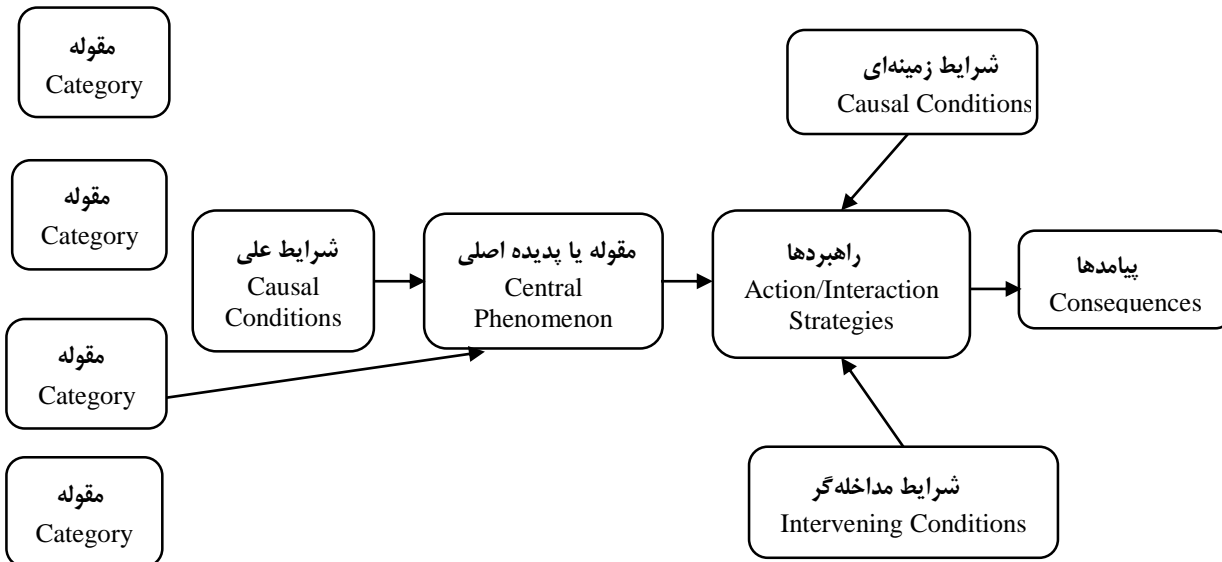 مقوله
Category
مقوله
Category
مقوله
Category
مقوله
Category
شرایط علی
Causal
Conditions
مقوله یا پدیده اصلی
Central
Phenomenon
شرایط زمینه‌ای
Causal Conditions
راهبردها
Action/Interaction
Strategies
شرایط مداخله‌گر
Intervening Conditions
پیامدها
Consequences